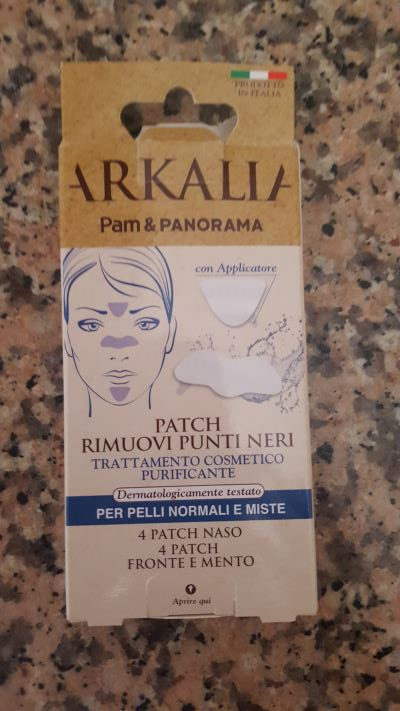 PRODOTTO
IN ITALIA
ARKALIA
Pam & PANORAMA
con Applicatore
PATCH
RIMUOVI PUNTI NERI
TRATTAMENTO COSMETICO
PURIFICANTE
Dermatologicamente testato
PER PELLI NORMALI E MISTE
4 PATCH NASO
4 PATCH
FRONTE E MENTO
Aprire qui